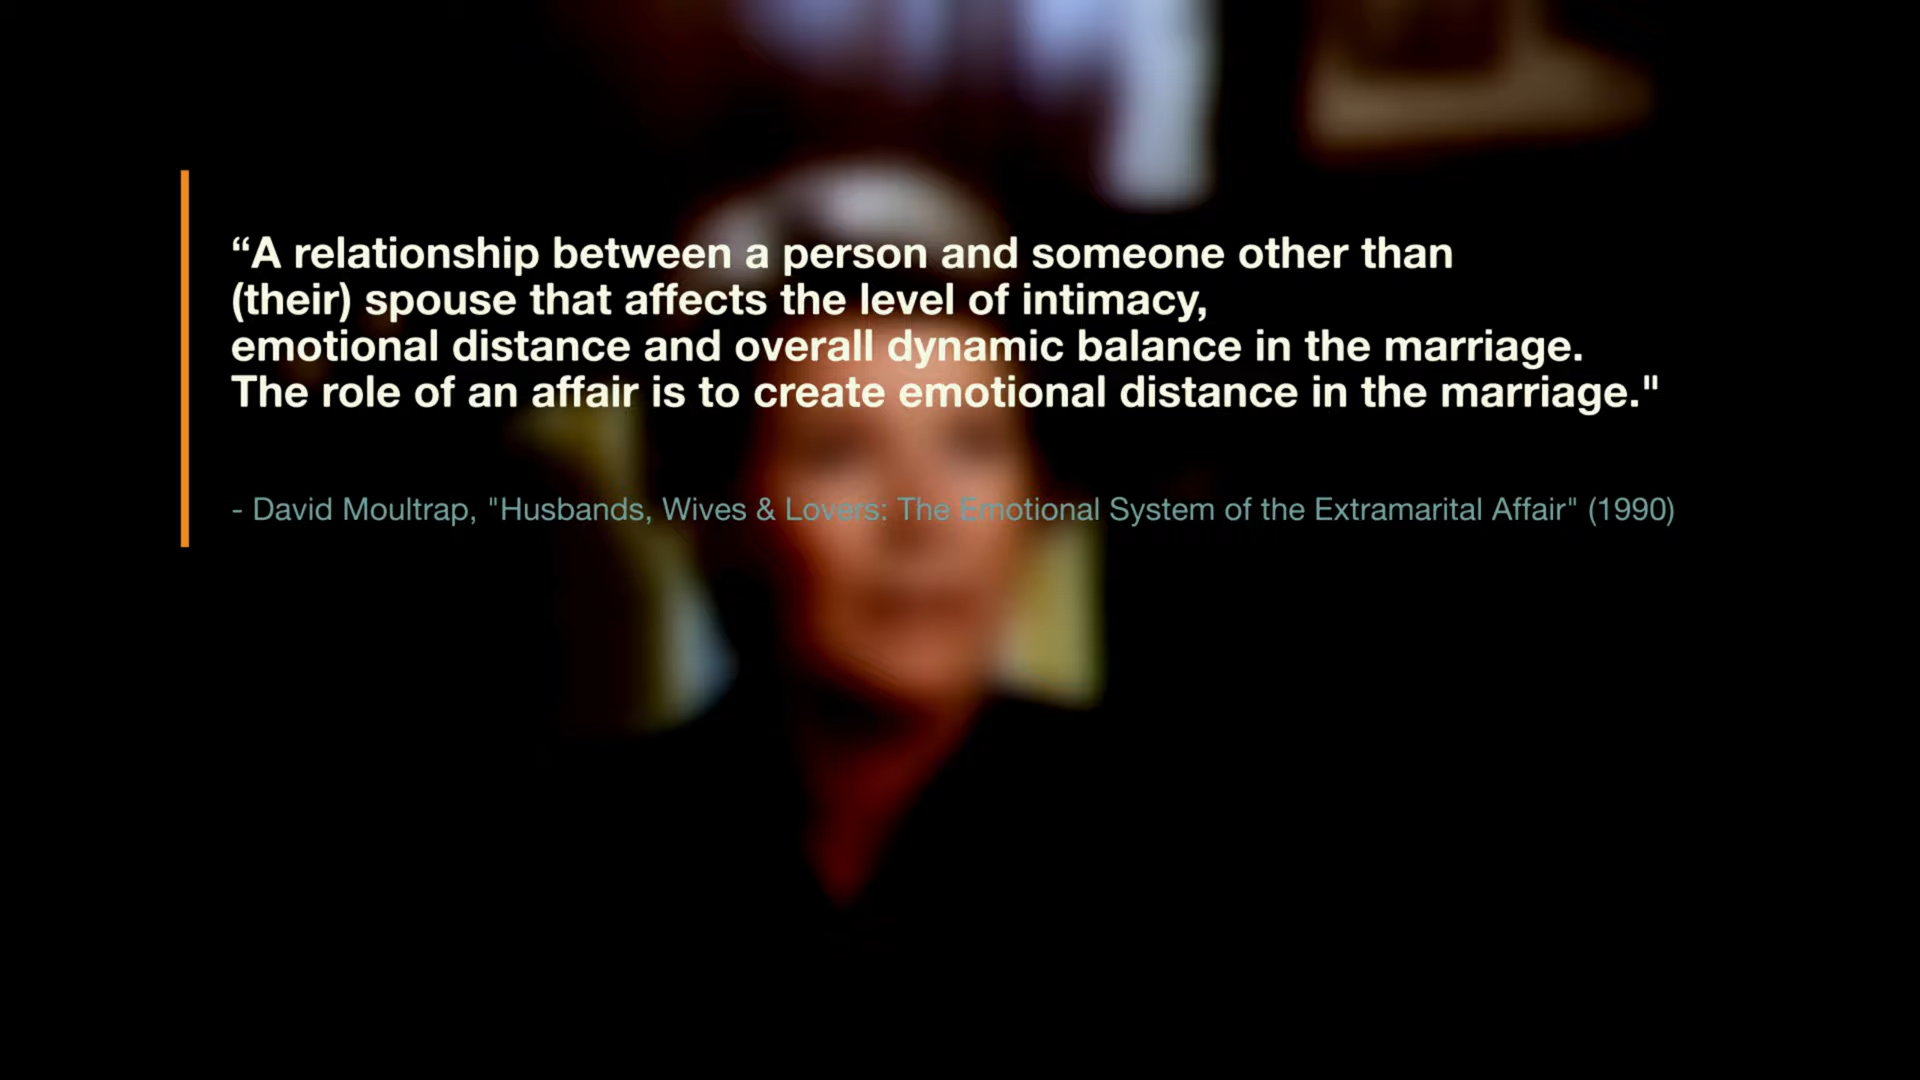 “A relationship between a person and someone other than
(their) spouse that affects the level of intimacy,
emotional distance and overall dynamic balance in the marriage.
The role of an affair is to create emotional distance in the marriage."
- David Moultrap, "Husbands, Wives & Lovers: The Emotional System of the Extramarital Affair" (1990)